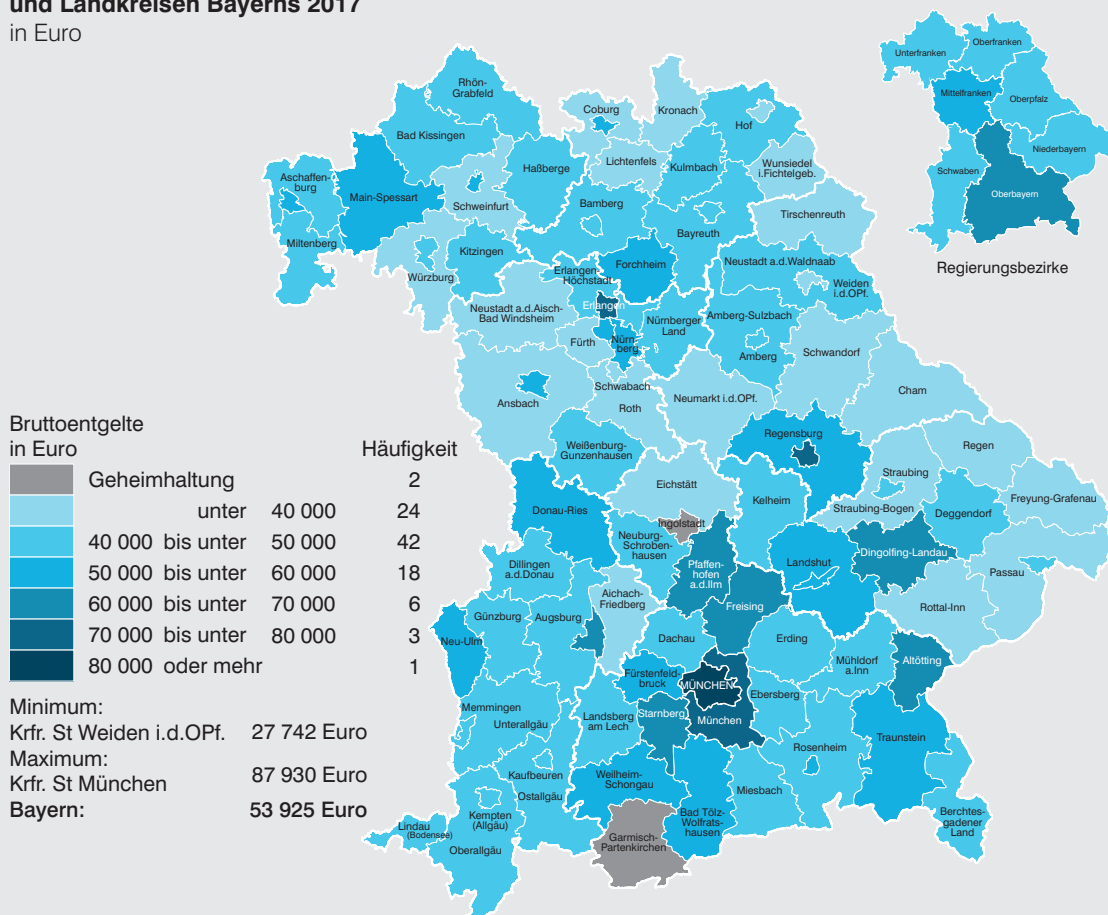 und Landkreisen Bayerns 2017
in Euro
Unterfranken
Oberfranken
Mittelfranken
Oberpfalz
Niederbayern
Schwaben
Oberbayern
Regierungsbezirke
Rhön-
Grabfeld
Coburg
Kronach
Hof
Bad Kissingen
Lichtenfels
Kulmbach
Wunsiedel
i.Fichtelgeb.
Haßberge
Aschaffen-
burg
Main-Spessart
Schweinfurt
Bamberg
Tirschenreuth
Bayreuth
Miltenberg
Kitzingen
Würzburg
Erlangen-
Höchstadt
Forchheim
Neustadt a.d.Waldnaab
Weiden
i.d.OPf.
Erlangen
Neustadt a.d.Aisch-
Bad Windsheim
Nürnberger
Land
Amberg-Sulzbach
Fürth
Nürn-
berg
Amberg
Schwandorf
Schwabach
Ansbach
Roth
Neumarkt i.d.OPf.
Cham
Weißenburg-
Gunzenhausen
Regensburg
Regen
Straubing
Eichstätt
Kelheim
Freyung-Grafenau
Straubing-Bogen
Deggendorf
Donau-Ries
Ingolstadt
Neuburg-
Schroben-
hausen
Dingolfing-Landau
Landshut
Passau
Dillingen
a.d.Donau
Pfaffen-
hofen
a.d.Ilm
Aichach-
Friedberg
Freising
Rottal-Inn
Günzburg
Augsburg
Neu-Ulm
Dachau
Erding
Mühldorf
a.Inn
Altötting
Fürstenfeld-
bruck
MÜNCHEN
Ebersberg
Memmingen
Unterallgäu
Landsberg
am Lech
Starnberg
München
Traunstein
Rosenheim
Kaufbeuren
Weilheim-
Schongau
Miesbach
Ostallgäu
Kempten
(Allgäu)
Bad Tölz-
Wolfrats-
hausen
Berchtes-
gadener
Land
Lindau
(Bodensee)
Oberallgäu
Garmisch-
Partenkirchen
Bruttoentgelte
in Euro Häufigkeit
Geheimhaltung 2
unter 40 000 24
40 000 bis unter 50 000 42
50 000 bis unter 60 000 18
60 000 bis unter 70 000 6
70 000 bis unter 80 000 3
80 000 oder mehr 1
Minimum:
Krfr. St Weiden i.d.OPf. 27 742 Euro
Maximum:
Krfr. St München 87 930 Euro
Bayern: 53 925 Euro